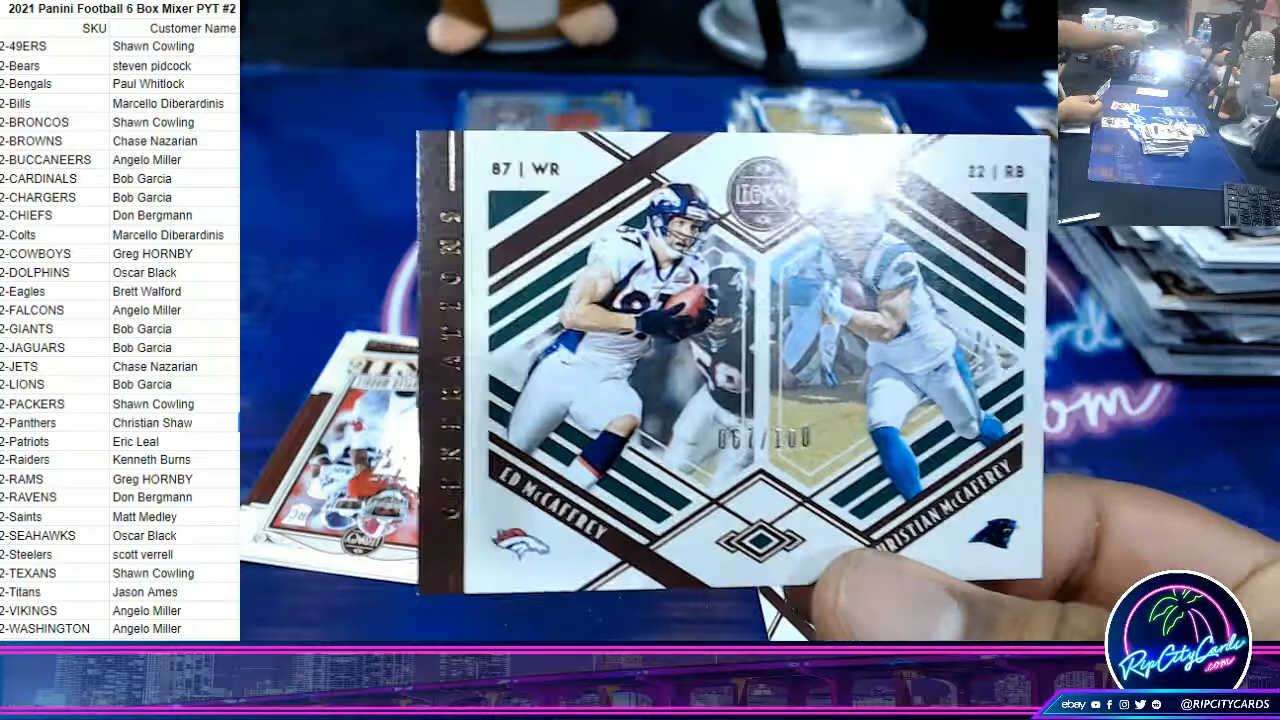 2021 Panini Football 6 Box Mixer PYT #2
SKU Customer Name
2-49ERS Shawn Cowling
2-Bears steven pidcock
2-Bengals Paul Whitlock
2-Bills Marcello Diberardinis
2-BRONCOS Shawn Cowling
2-BROWNS Chase Nazarian
2-BUCCANEERS Angelo Miller
2-CARDINALS Bob Garcia
2-CHARGERS Bob Garcia
2-CHIEFS Don Bergmann
2-Colts Marcello Diberardinis
2-COWBOYS Greg HORNBY
2-DOLPHINS Oscar Black
2-Eagles Brett Walford
2-FALCONS Angelo Miller
2-GIANTS Bob Garcia
2-JAGUARS Bob Garcia
2-JETS Chase Nazarian
2-LIONS Bob Garcia
2-PACKERS Shawn Cowling
2-Panthers Christian Shaw
2-Patriots Eric Leal
2-Raiders Kenneth Burns
2-RAMS Greg HORNBY
2-RAVENS Don Bergmann
2-Saints Matt Medley
2-SEAHAWKS Oscar Black
2-Steelers scott verrell
2-TEXANS Shawn Cowling
2-Titans Jason Ames
2-VIKINGS Angelo Miller
2-WASHINGTON Angelo Miller
87 | WR
LEGACY
22 | RB
GENERATIONS
87
067/100
ED McCAFFREY
CHRISTIAN McCAFFREY
om
RipCityCards
.com
ebay @RIPCITYCARDS